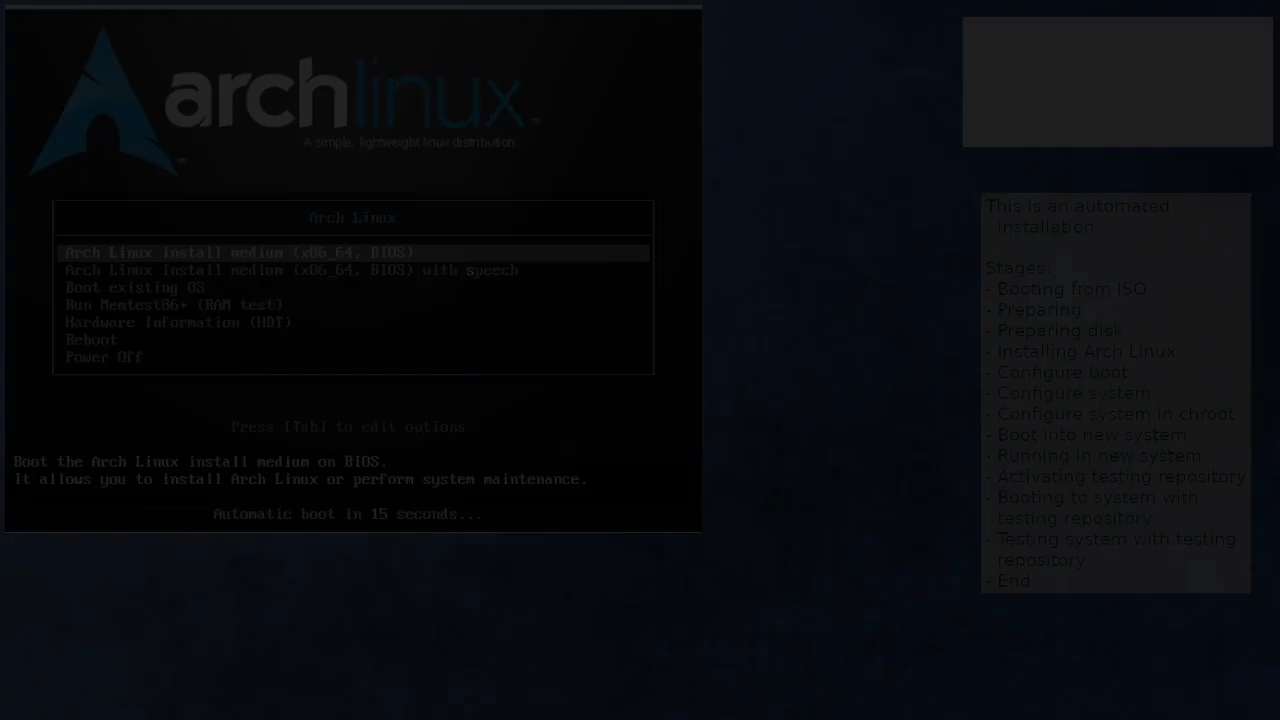 archlinux™
A simple, lightweight linux distribution.
TM
Arch Linux
Arch Linux install medium (x86_64, BIOS)
Arch Linux install medium (x86_64, BIOS) with speech
Boot existing OS
Run Memtest86+ (RAM test)
Hardware Information (HDT)
Reboot
Power Off
Press [Tab] to edit options
Boot the Arch Linux install medium on BIOS.
It allows you to install Arch Linux or perform system maintenance.
Automatic boot in 15 seconds...
This is an automated
installation.
Stages:
- Booting from ISO
- Preparing
- Preparing disk
- Installing Arch Linux
- Configure boot
- Configure system
- Configure system in chroot
- Boot into new system
- Running in new system
- Activating testing repository
- Booting to system with
testing repository
- Testing system with testing
repository
- End